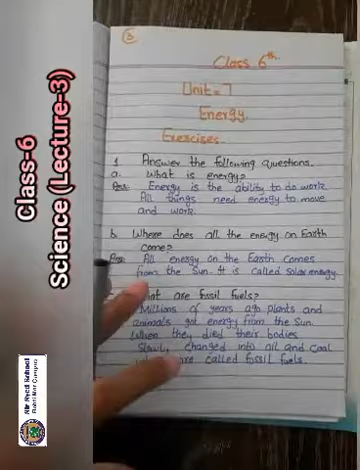 Class-6
Science (Lecture-3)
Class 6th
Unit = 7
Energy
Exercises
1 Answer the following questions.
a. What is energy?
Ans: Energy is the ability to do work.
All things need energy to move
and work.
b. Where does all the energy on Earth
come?
Ans: All energy on the Earth comes
from the Sun. It is called Solar energy.
What are fossil fuels?
Millions of years ago plants and
animals got energy from the Sun.
When they died their bodies
slowly changed into oil and coal
are called fossil fuels.